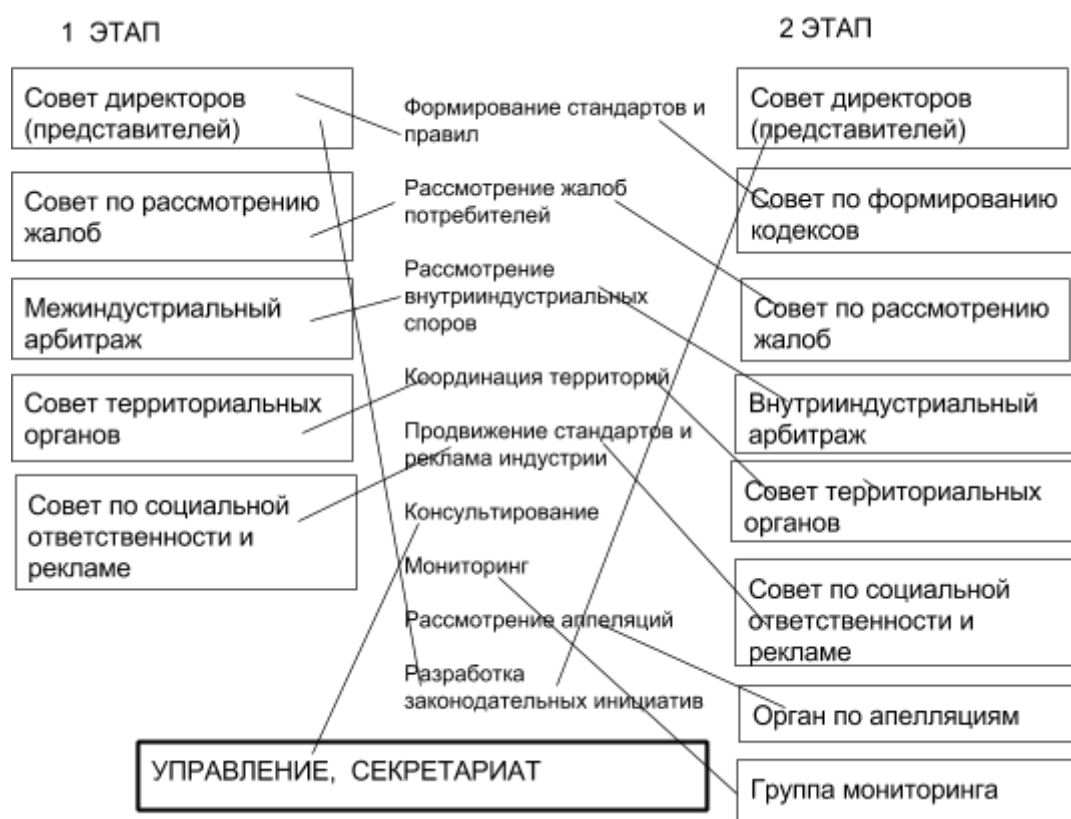 1 ЭТАП
Совет директоров
(представителей)
Совет по рассмотрению
жалоб
Межиндустриальный
арбитраж
Совет территориальных
органов
Совет по социальной
ответственности и
рекламе
Формирование стандартов и
правил
Рассмотрение жалоб
потребителей
Рассмотрение
внутрииндустриальных
споров
Координация территорий
Продвижение стандартов и
реклама индустрии
Консультирование
Мониторинг
Рассмотрение аппеляций
Разработка
законодательных инициатив
УПРАВЛЕНИЕ, СЕКРЕТАРИАТ
2 ЭТАП
Совет директоров
(представителей)
Совет по формированию
кодексов
Совет по рассмотрению
жалоб
Внутрииндустриальный
арбитраж
Совет территориальных
органов
Совет по социальной
ответственности и
рекламе
Орган по апелляциям
Группа мониторинга